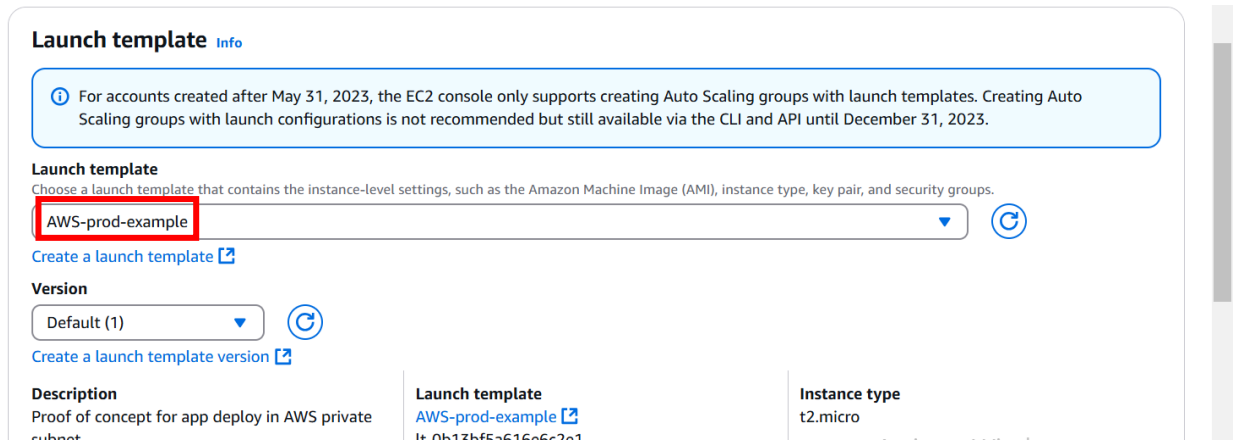 Launch template Info
For accounts created after May 31, 2023, the EC2 console only supports creating Auto Scaling groups with launch templates. Creating Auto
Scaling groups with launch configurations is not recommended but still available via the CLI and API until December 31, 2023.
Launch template
Choose a launch template that contains the instance-level settings, such as the Amazon Machine Image (AMI), instance type, key pair, and security groups.
AWS-prod-example
Create a launch template
Version
Default (1)
Create a launch template version
Description
Proof of concept for app deploy in AWS private
subnet
Launch template
AWS-prod-example
lt-0b13bf5a616e6c2e1
Instance type
t2.micro